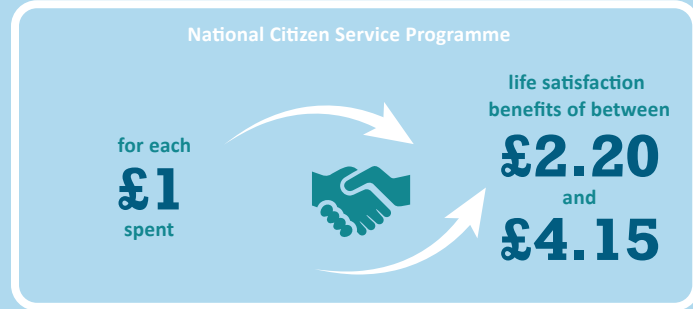 National Citizen Service Programme
for each
£1
spent
life satisfaction
benefits of between
£2.20
and
£4.15